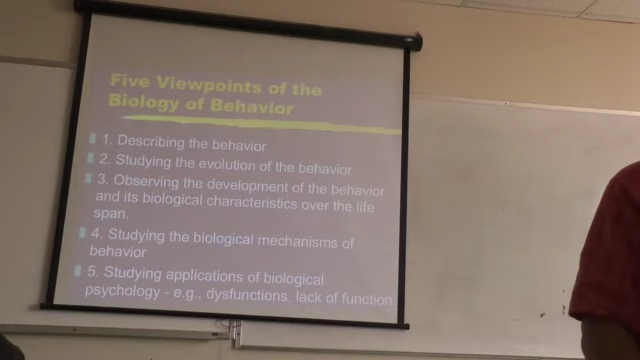 Five Viewpoints of the
Biology of Behavior
1. Describing the behavior
2. Studying the evolution of the behavior
3. Observing the development of the behavior
and its biological characteristics over the life
span.
4. Studying the biological mechanisms of
behavior
5. Studying applications of biological
psychology - e.g., dysfunctions, lack of function